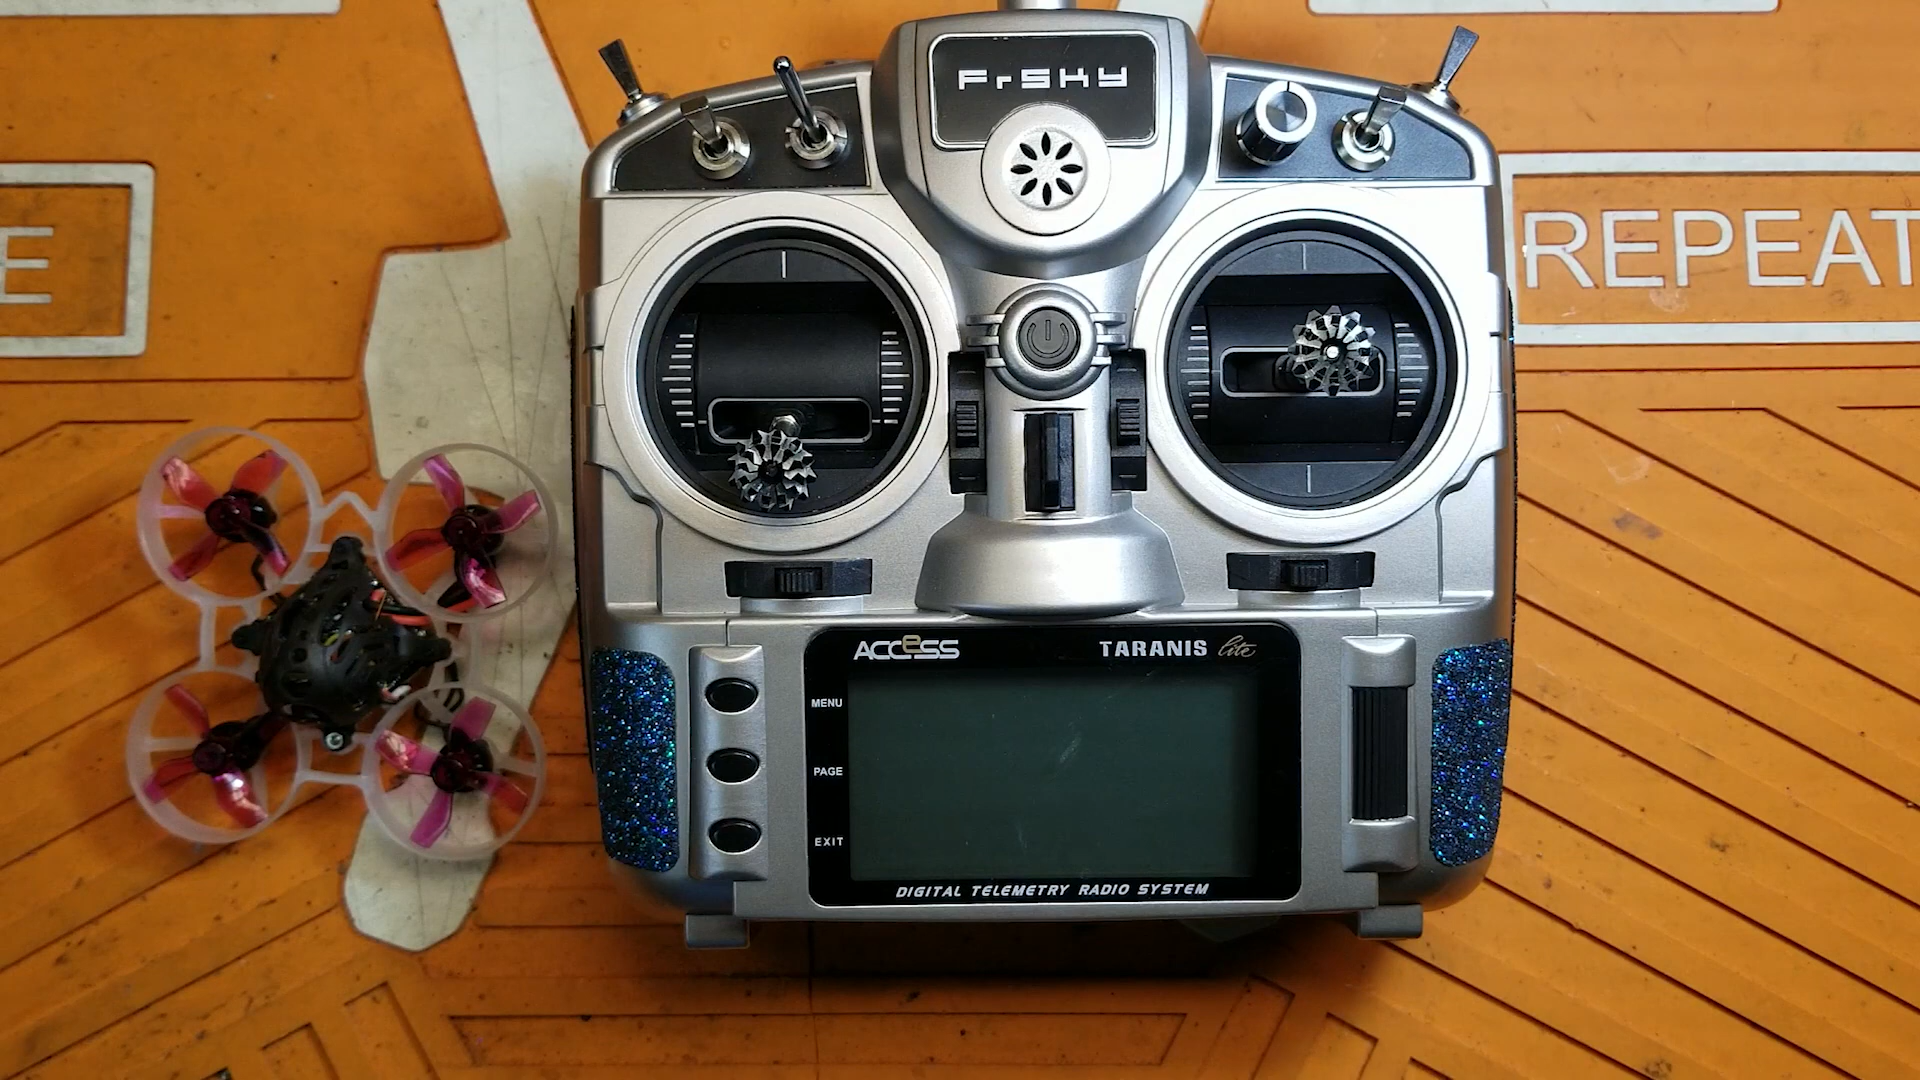 FrSKY
E
REPEAT
ACCeSS
TARANIS lite
MENU
PAGE
EXIT
DIGITAL TELEMETRY RADIO SYSTEM